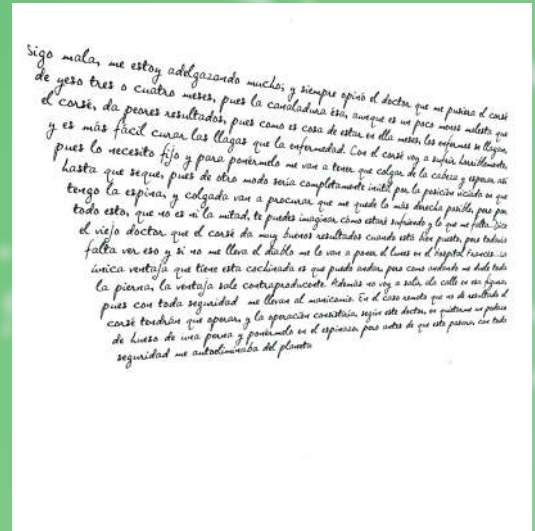 Sigo mala, me estoy adelgazando mucho; y siempre opinó el doctor que me pusiera el corsé
de yeso tres o cuatro meses, pues la canaladura ésa, aunque es un poco menos molesta que
el corsé, da peores resultados, pues como es cosa de estar en ella meses, los enfermos se llagan,
y es más fácil curar las llagas que la enfermedad. Con el corsé voy a sufrir horriblemente,
pues lo necesito fijo y para ponérmelo me van a tener que colgar de la cabeza y esperar así
hasta que seque, pues de otro modo sería completamente inútil por la posición viciada en que
tengo la espina, y colgada van a procurar que me quede lo más derecha posible, pero por
todo esto, que no es ni la mitad, te puedes imaginar cómo estaré sufriendo y lo que me falta. Dice
el viejo doctor que el corsé da muy buenos resultados cuando está bien puesto, pero todavía
falta ver eso y si no me lleva el diablo me lo van a poner el lunes en el Hospital Francés...La
única ventaja que tiene esta cochinada es que puedo andar, pero como andando me duele toda
la pierna, la ventaja sale contraproducente. Además no voy a salir ala calle en esa figura,
pues con toda seguridad me llevan al manicomio. En el caso remoto que no dé resultado el
corsé tendrían que operar, y la operación consistiría, según este doctor, en quitarme un pedazo
de hueso de una pierna y ponérmelo en el espinazo, pero antes de que esto pasara, con toda
seguridad me autoeliminaba del planeta